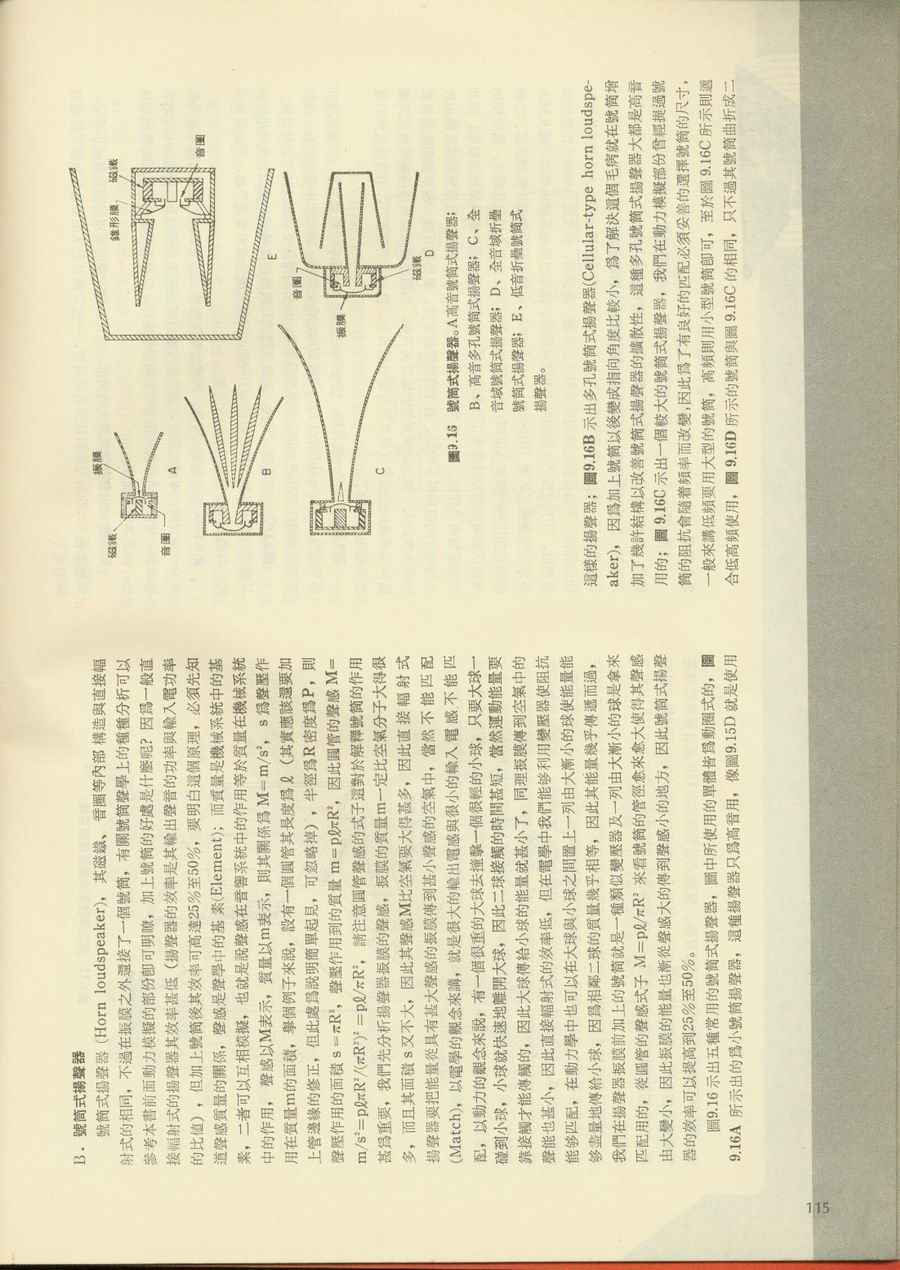 B．號筒式揚聲器
號筒式揚聲器 (Horn loudspeaker)，其磁鐵、音圈等內部構造與直接輻
射式的相同，不過在振膜之外還接了一個號筒，有關號筒聲學上的種種分析可以
參考本書前面動力模擬的部份卽可明瞭，加上號筒的好處是什麼呢？因爲一般直
接輻射式的揚聲器其效率甚低（揚聲器的效率是其輸出聲音的功率與輸入電功率
的比值），但加上號筒後其效率可高達25%至50%，要明白這個原理，必須先知
道聲感質量的關係，聲感是聲學中的基 素(Element)；而質量是機械系統中的基
素，二者可以互相模擬，也就是說聲感在音響系統中的作用等於質量在機械系統
中的作用，聲感以M表示，質量以m表示，則其關係爲 M=m/s²，s爲聲壓作
用在質量m的面積，舉個例子來說，設有一個圓管其長度爲 ℓ（其實應該還要加
上管邊緣的修正，但此處爲說明簡單起見，可忽略掉），半徑爲R密度爲P，則
聲壓作用的面積 s=πR²，聲壓作用到的質量 m=pℓπR²，因此圓管的聲感 M=
m/s²=pℓπR²/(πR²)²=pℓ/πR²，請注意圓管聲感的式子這對於解釋號筒的作用
甚爲重要，我們先分析揚聲器振膜的聲感，振膜的質量m一定比空氣分子大得很
多，而且其面積 s又不大，因此其聲感M比空氣要大得甚多，因此直接輻射式
揚聲器要把能量從具有甚大聲感的振膜傳到甚小聲感的空氣中，當然不能匹配
(Match)，以電學的觀念來講，就是很大的輸出電感與很小的輸入電感不能匹
配，以動力的觀念來說，有一個很重的大球去撞擊一個很輕的小球，只要大球一
碰到小球，小球就快速地離開大球，因此二球接觸的時間甚短，當然運動能量要
靠接觸才能傳觸的，因此大球傳給小球的能量就甚小了，同理振膜傳到空氣中的
聲能也甚小，因此直接輻射式的效率低，但在電學中我們能够利用變壓器使阻抗
能够匹配，在動力學中也可以在大球與小球之間置上一列由大漸小的球使能量能
够盡量地傳給小球，因爲相鄰二球的質量幾乎相等，因此其能量幾乎傳遞而過，
我們在揚聲器振膜前加上的號筒就是一種類似變壓器及一列由大漸小的球是拿來
匹配用的，從圓管的聲感式子 M=pℓ/πR² 來看號筒的管徑愈來愈大使得其聲感
由大變小，因此振膜的能量也漸從聲感大的傳到聲感小的地方，因此號筒式揚聲
器的效率可以提高到25%至50%。
圖9.16 示出五種常用的號筒式揚聲器，圖中所使用的單體皆爲動圈式的，圖
9.16A 所示出的爲小號筒揚聲器，這種揚聲器只爲高音用，像圖9.15D 就是使用
磁鐵
振膜
音圈
A
B
C
錐形膜
磁鐵
音圈
E
音圈
振膜
磁鐵
D
圖9.16 號筒式揚聲器。A高音號筒式揚聲器；
B、高音多孔號筒式揚聲器；C、全
音域號筒式揚聲器；D、全音域折疊
號筒式揚聲器；E、低音折疊號筒式
揚聲器。
這樣的揚聲器；圖9.16B 示出多孔號筒式揚聲器(Cellular-type horn loudspe-
aker)，因爲加上號筒以後變成指向角度比較小，爲了解決這個毛病就在號筒增
加了幾許結構以改善號筒式揚聲器的擴散性，這種多孔號筒式揚聲器大都是高音
用的；圖 9.16C 示出一個較大的號筒式揚聲器，我們在動力模擬部份曾經提過號
筒的阻抗會隨着頻率而改變，因此爲了有良好的匹配必須妥善的選擇號筒的尺寸，
一般來講低頻要用大型的號筒，高頻則用小型號筒卽可，至於圖 9.16C 所示則適
合低高頻使用，圖 9.16D 所示的號筒與圖 9.16C 的相同，只不過其號筒曲折成二
115